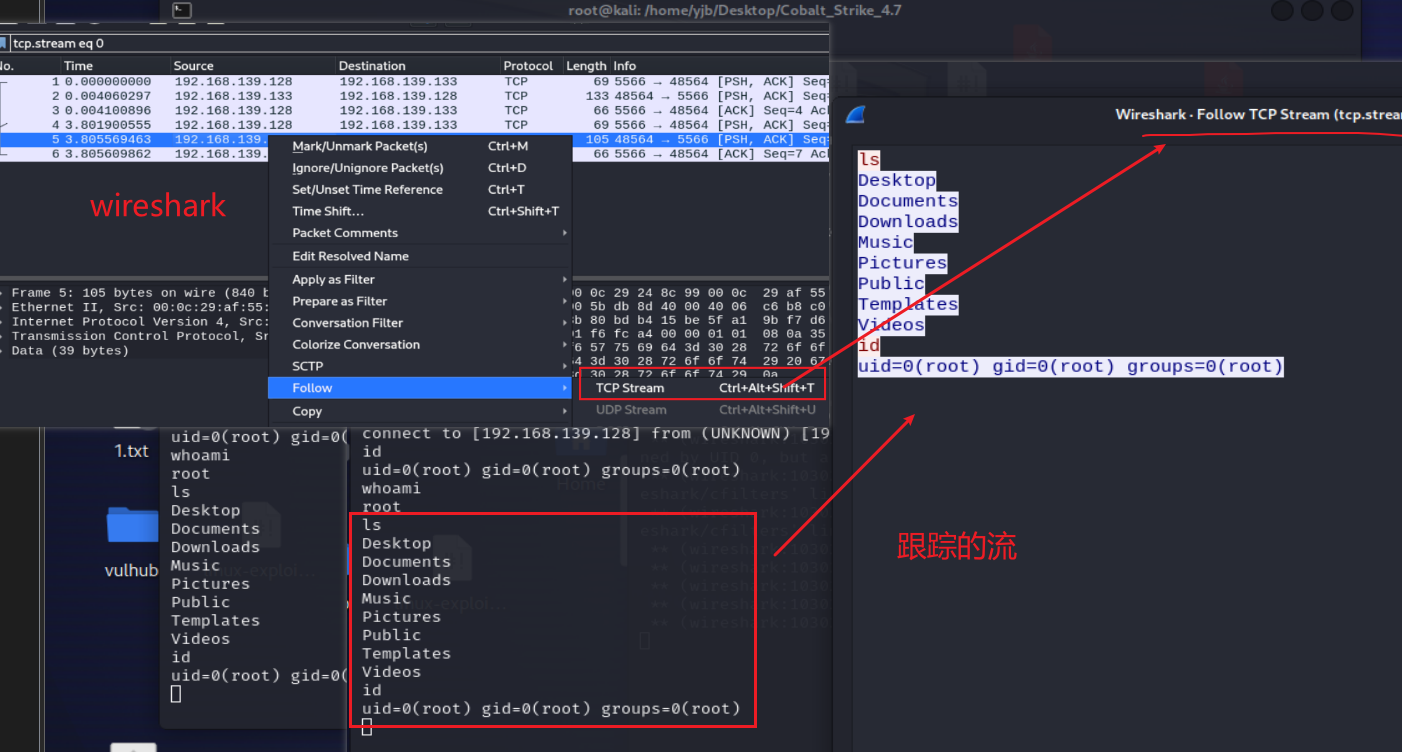 root@kali: /home/yjb/Desktop/Cobalt_Strike_4.7
tcp.stream eq 0
No. Time Source Destination Protocol Length Info
1 0.000000000 192.168.139.128 192.168.139.133 TCP 69 5566 → 48564 [PSH, ACK] Seq=
2 0.004060297 192.168.139.133 192.168.139.128 TCP 133 48564 → 5566 [PSH, ACK] Seq=
3 0.004100896 192.168.139.128 192.168.139.133 TCP 66 5566 → 48564 [ACK] Seq=4 Ac
4 3.801900555 192.168.139.128 192.168.139.133 TCP 69 5566 → 48564 [PSH, ACK] Seq=
5 3.805569463 192.168.139. 105 48564 → 5566 [PSH, ACK] Seq=
6 3.805609862 192.168.139. 66 5566 → 48564 [ACK] Seq=7 Ac
wireshark
Mark/Unmark Packet(s) Ctrl+M
Ignore/Unignore Packet(s) Ctrl+D
Set/Unset Time Reference Ctrl+T
Time Shift... Ctrl+Shift+T
Packet Comments
Edit Resolved Name
Apply as Filter
Prepare as Filter
Conversation Filter
Colorize Conversation
SCTP
Follow
Copy
TCP Stream Ctrl+Alt+Shift+T
UDP Stream Ctrl+Alt+Shift+U
Frame 5: 105 bytes on wire (840 b
Ethernet II, Src: 00:0c:29:af:55:
Internet Protocol Version 4, Src:
Transmission Control Protocol, Sr
Data (39 bytes)
0 0c 29 24 8c 99 00 0c 29 af 55
00 5b db 8d 40 00 40 06 c6 b8 c0
b 80 bd b4 15 be 5f a1 9b f7 d6
01 f6 fc a4 00 00 01 01 08 0a 35
6 57 75 69 64 3d 30 28 72 6f 6f
4 3d 30 28 72 6f 6f 74 29 20 67
30 28 72 6f 6f 74 29 0a
Wireshark · Follow TCP Stream (tcp.strea
ls
Desktop
Documents
Downloads
Music
Pictures
Public
Templates
Videos
id
uid=0(root) gid=0(root) groups=0(root)
跟踪的流
1.txt
vulhub
uid=0(root) gid=0(
whoami
root
ls
Desktop
Documents
Downloads
Music
Pictures
Public
Templates
Videos
id
uid=0(root) gid=0(
connect to [192.168.139.128] from (UNKNOWN) [19
id
uid=0(root) gid=0(root) groups=0(root)
whoami
root
ls
Desktop
Documents
Downloads
Music
Pictures
Public
Templates
Videos
id
uid=0(root) gid=0(root) groups=0(root)
Home